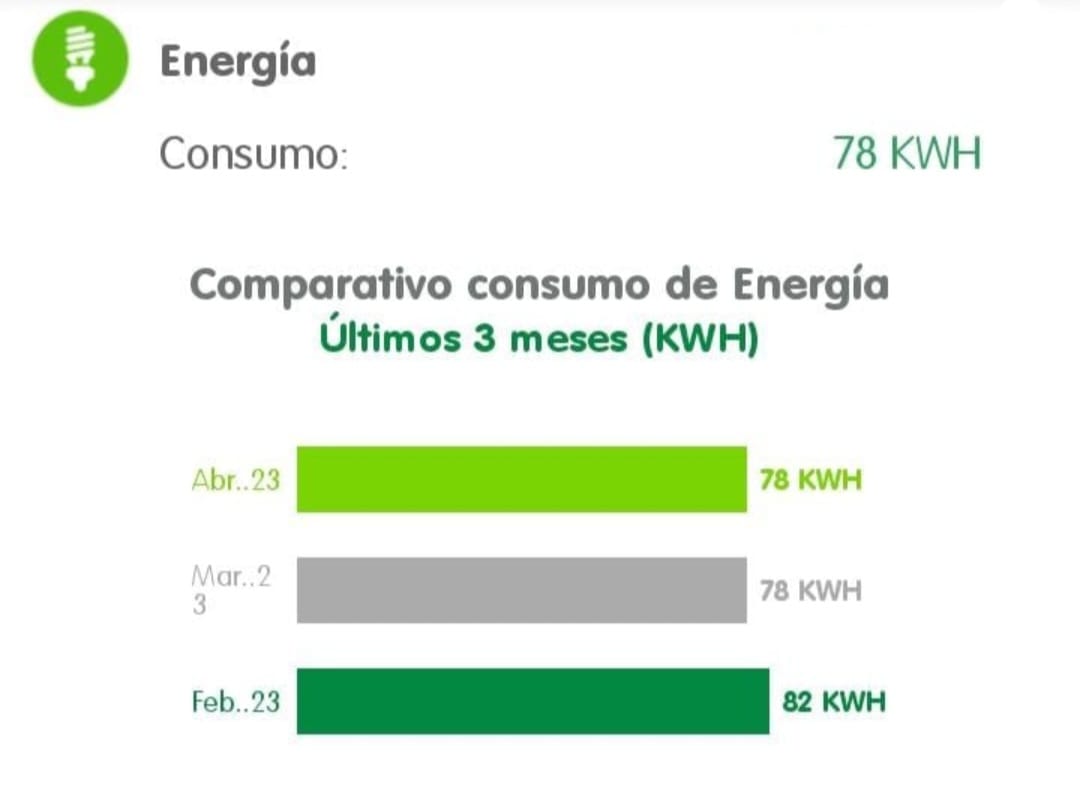 Energía
Consumo: 78 KWH
Comparativo consumo de Energía
Últimos 3 meses (KWH)
Abr..23 78 KWH
Mar..2
3 78 KWH
Feb..23 82 KWH